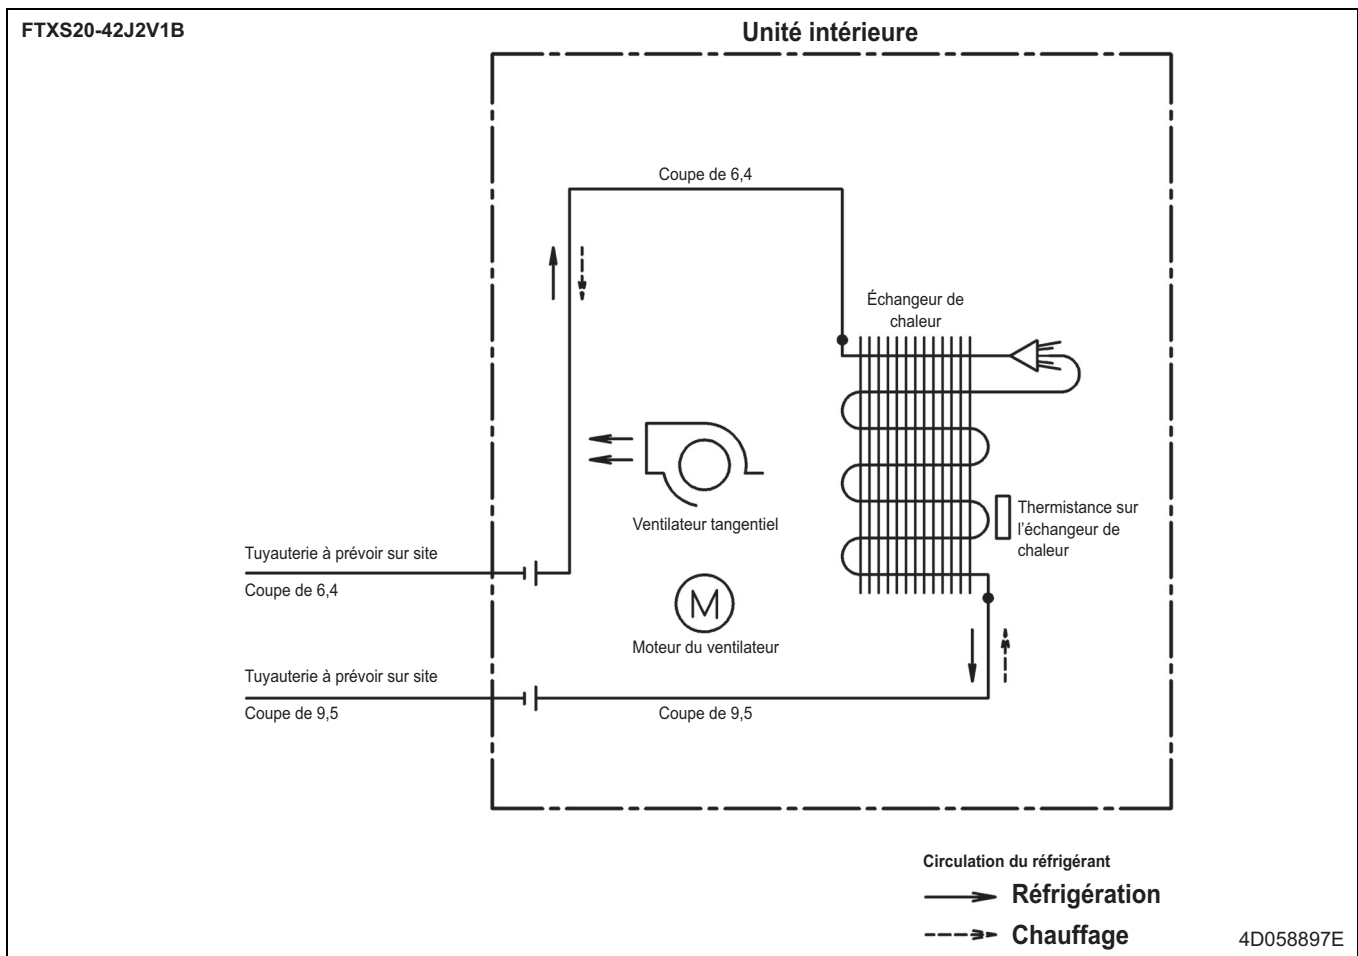 FTXS20-42J2V1B
Unité intérieure
Coupe de 6,4
Échangeur de
chaleur
Thermistance sur
l'échangeur de
chaleur
Ventilateur tangentiel
Tuyauterie à prévoir sur site
Coupe de 6,4
M
Moteur du ventilateur
Tuyauterie à prévoir sur site
Coupe de 9,5
Coupe de 9,5
Circulation du réfrigérant
Réfrigération
Chauffage
4D058897E